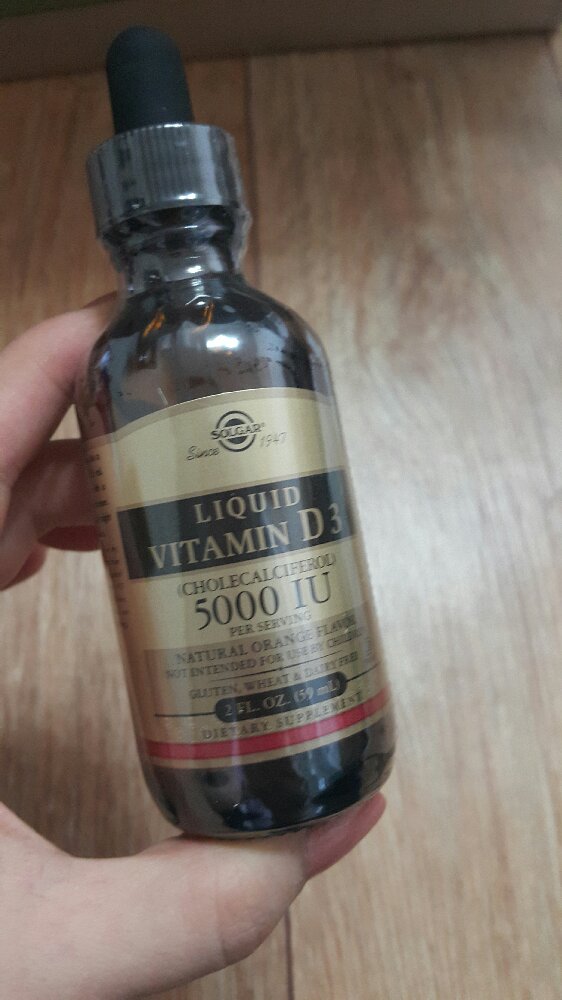 SOLGAR®
Since 1947
LIQUID
VITAMIN D3
(CHOLECALCIFEROL)
5000 IU
PER SERVING
NATURAL ORANGE FLAVOR
NOT INTENDED FOR USE BY CHILDREN
GLUTEN, WHEAT & DAIRY FREE
2 FL. OZ. (59 mL)
DIETARY SUPPLEMENT